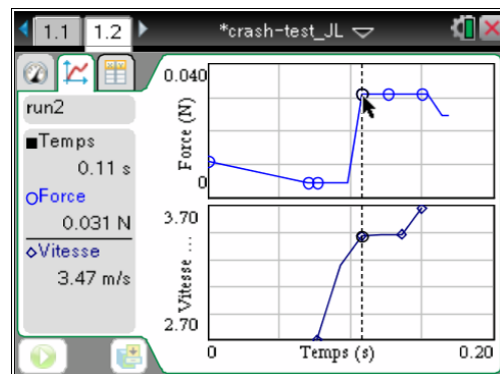 1.1 1.2 *crash-test_JL
run2
Temps
0.11 s
Force
0.031 N
Vitesse
3.47 m/s
0.040
Force (N)
0
3.70
Vitesse ...
2.70
0 Temps (s) 0.20